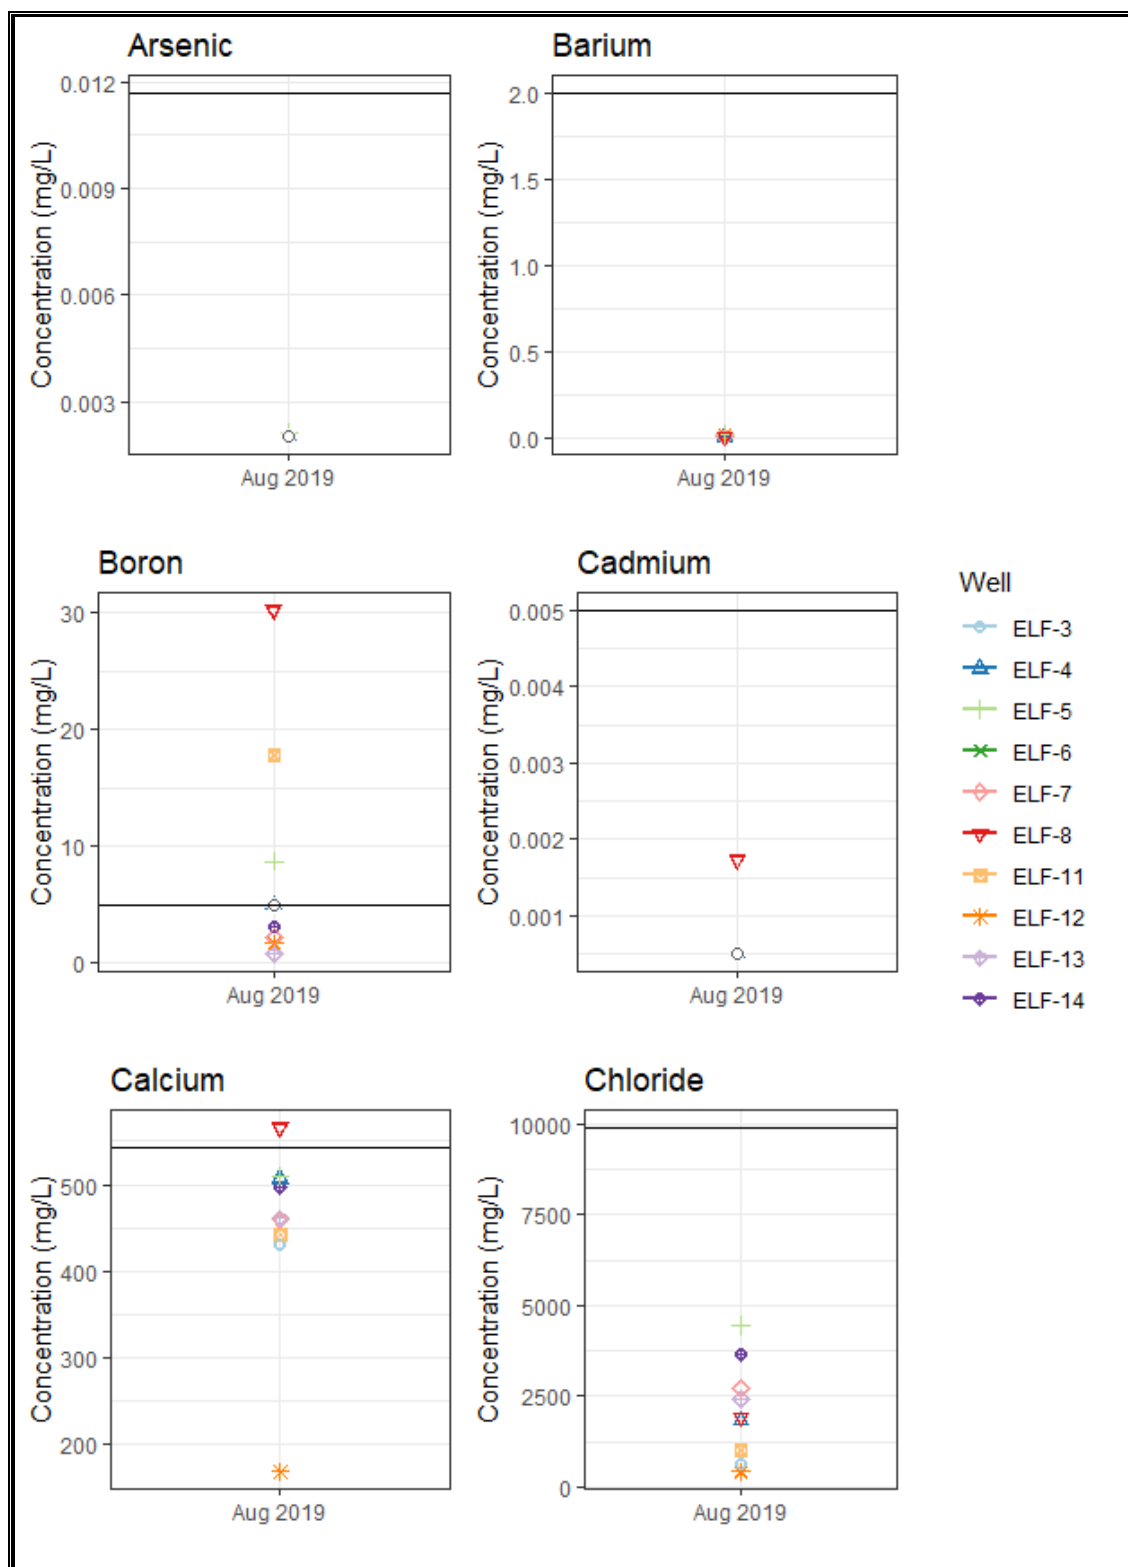 Arsenic
Concentration (mg/L)
0.012
0.009
0.006
0.003
Aug 2019
Barium
Concentration (mg/L)
2.0
1.5
1.0
0.5
0.0
Aug 2019
Boron
Concentration (mg/L)
30
20
10
0
Aug 2019
Cadmium
Concentration (mg/L)
0.005
0.004
0.003
0.002
0.001
Aug 2019
Well
ELF-3
ELF-4
ELF-5
ELF-6
ELF-7
ELF-8
ELF-11
ELF-12
ELF-13
ELF-14
Calcium
Concentration (mg/L)
500
400
300
200
Aug 2019
Chloride
Concentration (mg/L)
10000
7500
5000
2500
0
Aug 2019